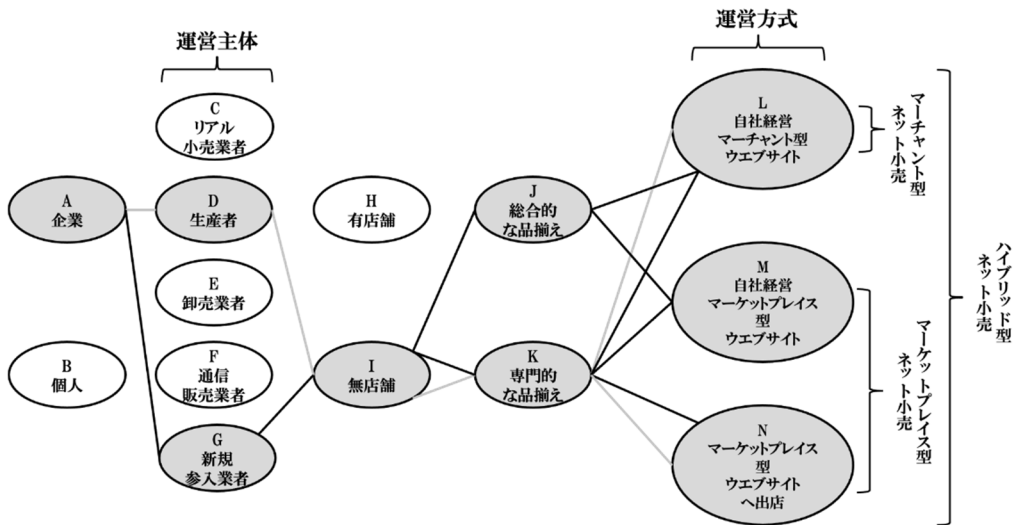 運営主体
運営方式
A
企業
B
個人
C
リアル
小売業者
D
生産者
E
卸売業者
F
通信
販売業者
G
新規
参入業者
H
有店舗
I
無店舗
J
総合的
な品揃え
K
専門的
な品揃え
L
自社経営
マーチャント型
ウエブサイト
M
自社経営
マーケットプレイス
型
ウエブサイト
N
マーケットプレイス
型
ウエブサイト
へ出店
マーチャント型
ネット小売
マーケットプレイス型
ネット小売
ハイブリッド型
ネット小売